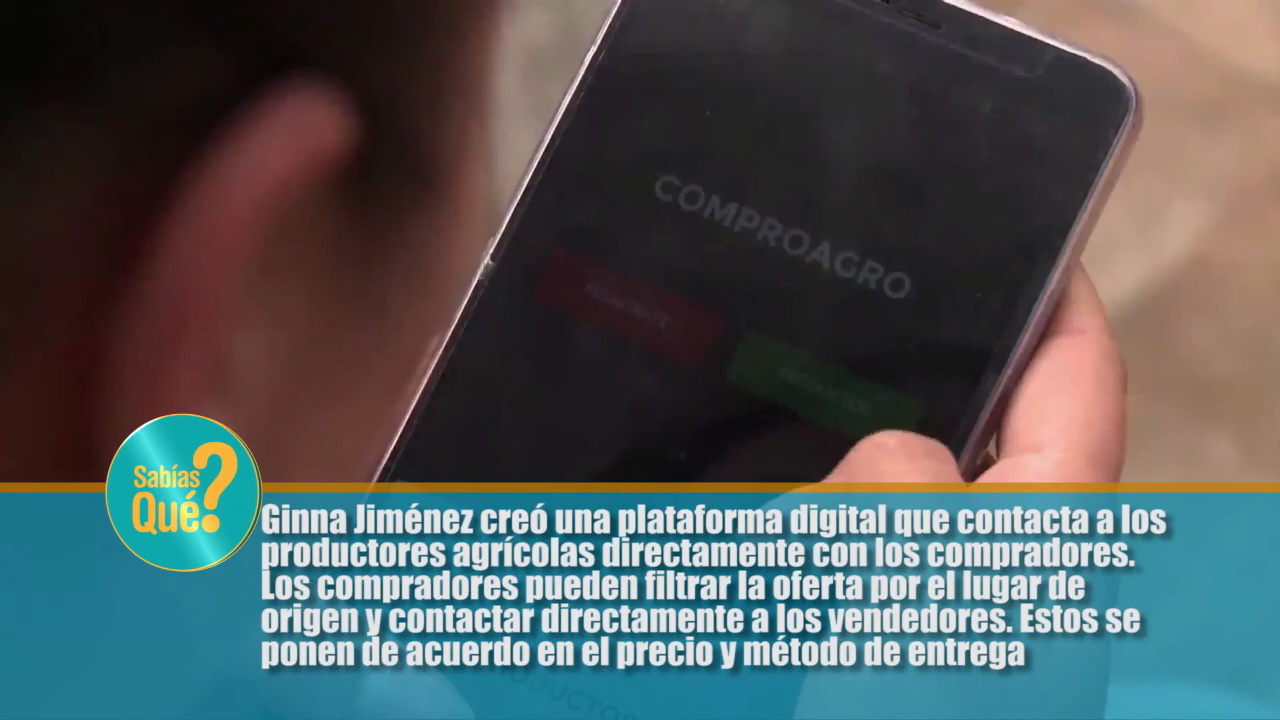 COMPROAGRO
Sabías
Qué?
Ginna Jiménez creó una plataforma digital que contacta a los
productores agrícolas directamente con los compradores.
Los compradores pueden filtrar la oferta por el lugar de
origen y contactar directamente a los vendedores. Estos se
ponen de acuerdo en el precio y método de entrega
PRODUCTOS